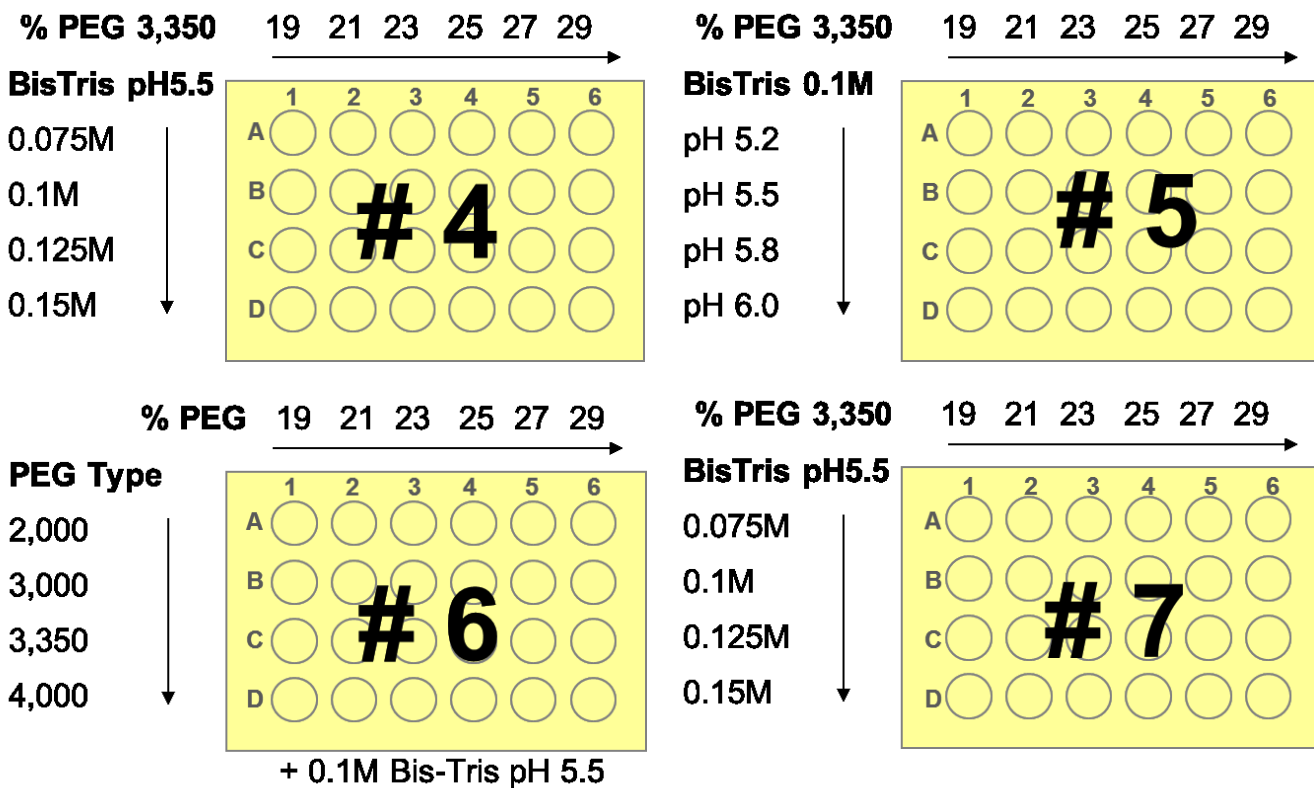 % PEG 3,350 19 21 23 25 27 29
BisTris pH5.5
1 2 3 4 5 6
0.075M
A
0.1M
B
0.125M
C
0.15M
D
# 4
% PEG 3,350 19 21 23 25 27 29
BisTris 0.1M
1 2 3 4 5 6
pH 5.2
A
pH 5.5
B
pH 5.8
C
pH 6.0
D
# 5
% PEG 19 21 23 25 27 29
PEG Type
1 2 3 4 5 6
2,000
A
3,000
B
3,350
C
4,000
D
# 6
+ 0.1M Bis-Tris pH 5.5
% PEG 3,350 19 21 23 25 27 29
BisTris pH5.5
1 2 3 4 5 6
0.075M
A
0.1M
B
0.125M
C
0.15M
D
# 7